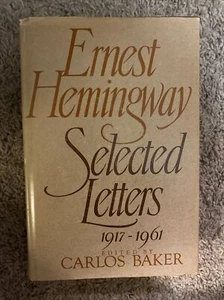 Ernest
Hemingway
Selected
Letters
1917-1961
EDITED BY
CARLOS BAKER